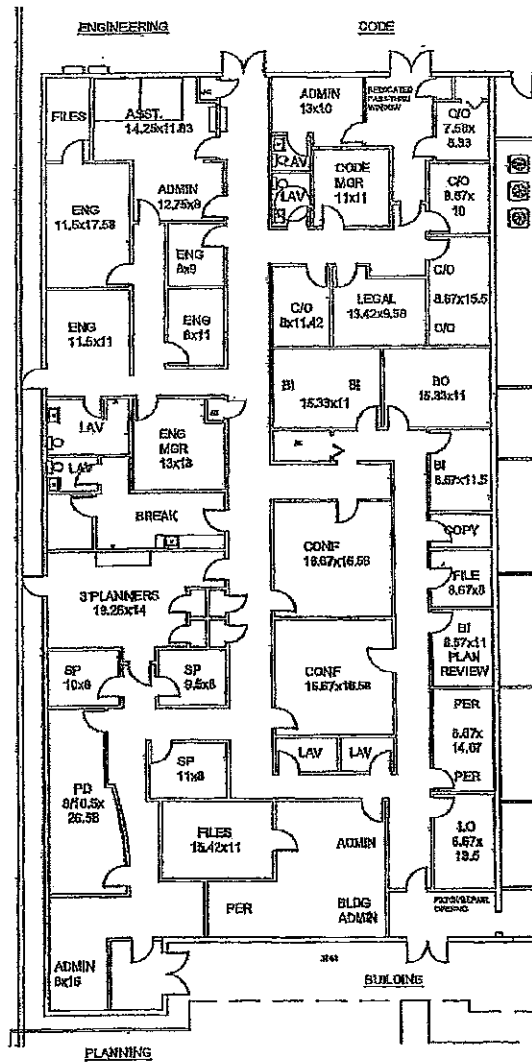 ENGINEERING
CODE
FILES
ASST.
14.25x11.83
ADMIN
13x10
RELOCATED
PASS-THRU
WINDOW
C/O
7.58x
8.33
LAV
LAV
CODE
MGR
11x11
C/O
8.67x
10
ENG
11.5x17.58
ADMIN
12.75x9
ENG
8x9
ENG
8x11
ENG
11.5x11
C/O
8x11.42
LEGAL
13.42x9.58
C/O
8.67x15.5
C/O
BI
BI
15.33x11
BO
15.33x11
LAV
LAV
ENG
MGR
13x13
BREAK
BI
8.67x11.5
COPY
CONF
16.67x16.58
FILE
8.67x8
3 PLANNERS
19.25x14
BI
8.67x11
PLAN
REVIEW
SP
10x8
SP
9.5x8
CONF
16.67x16.58
PER
8.67x
14.67
PER
LAV
LAV
SP
11x8
PD
8/10.5x
26.58
FILES
15.42x11
ADMIN
PER
BLDG
ADMIN
ADMIN
8x16
BUILDING
PLANNING